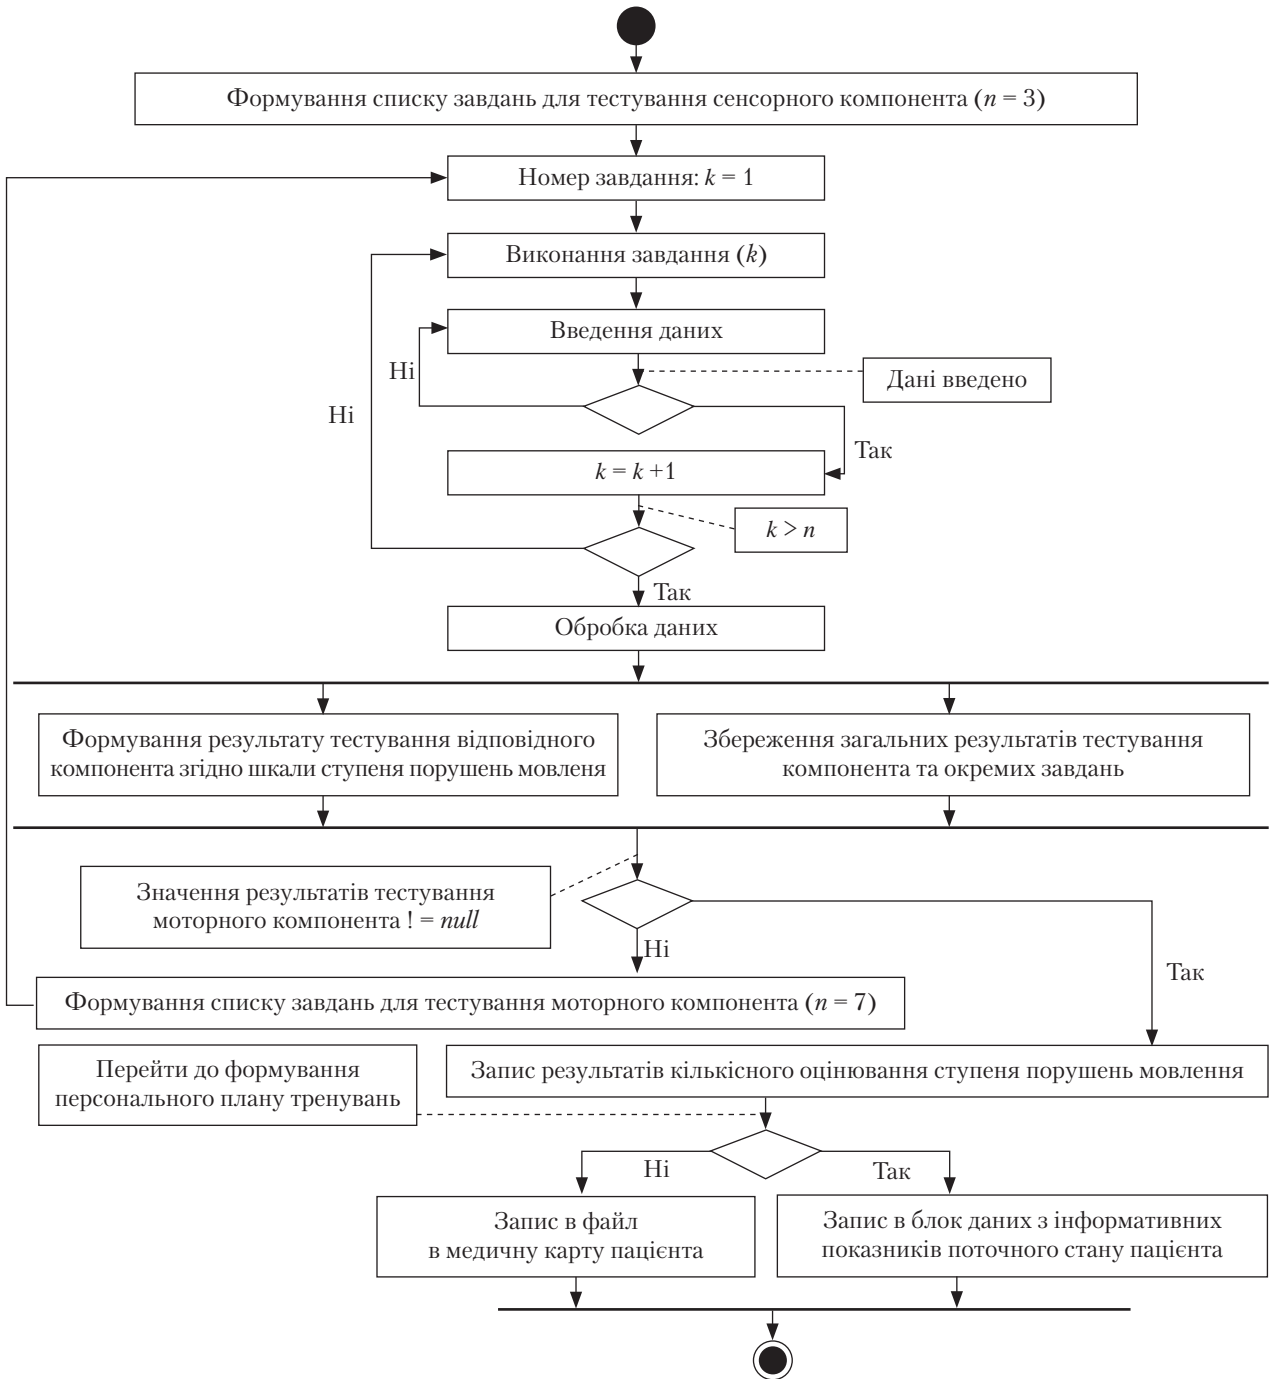 Формування списку завдань для тестування сенсорного компонента (n = 3)
Номер завдання: k = 1
Виконання завдання (k)
Введення даних
Ні
Дані введено
Ні
Так
k = k +1
k > n
Так
Обробка даних
Формування результату тестування відповідного
компонента згідно шкали ступеня порушень мовленя
Збереження загальних результатів тестування
компонента та окремих завдань
Значення результатів тестування
моторного компонента ! = null
Ні
Так
Формування списку завдань для тестування моторного компонента (n = 7)
Перейти до формування
персонального плану тренувань
Запис результатів кількісного оцінювання ступеня порушень мовлення
Ні
Так
Запис в файл
в медичну карту пацієнта
Запис в блок даних з інформативних
показників поточного стану пацієнта